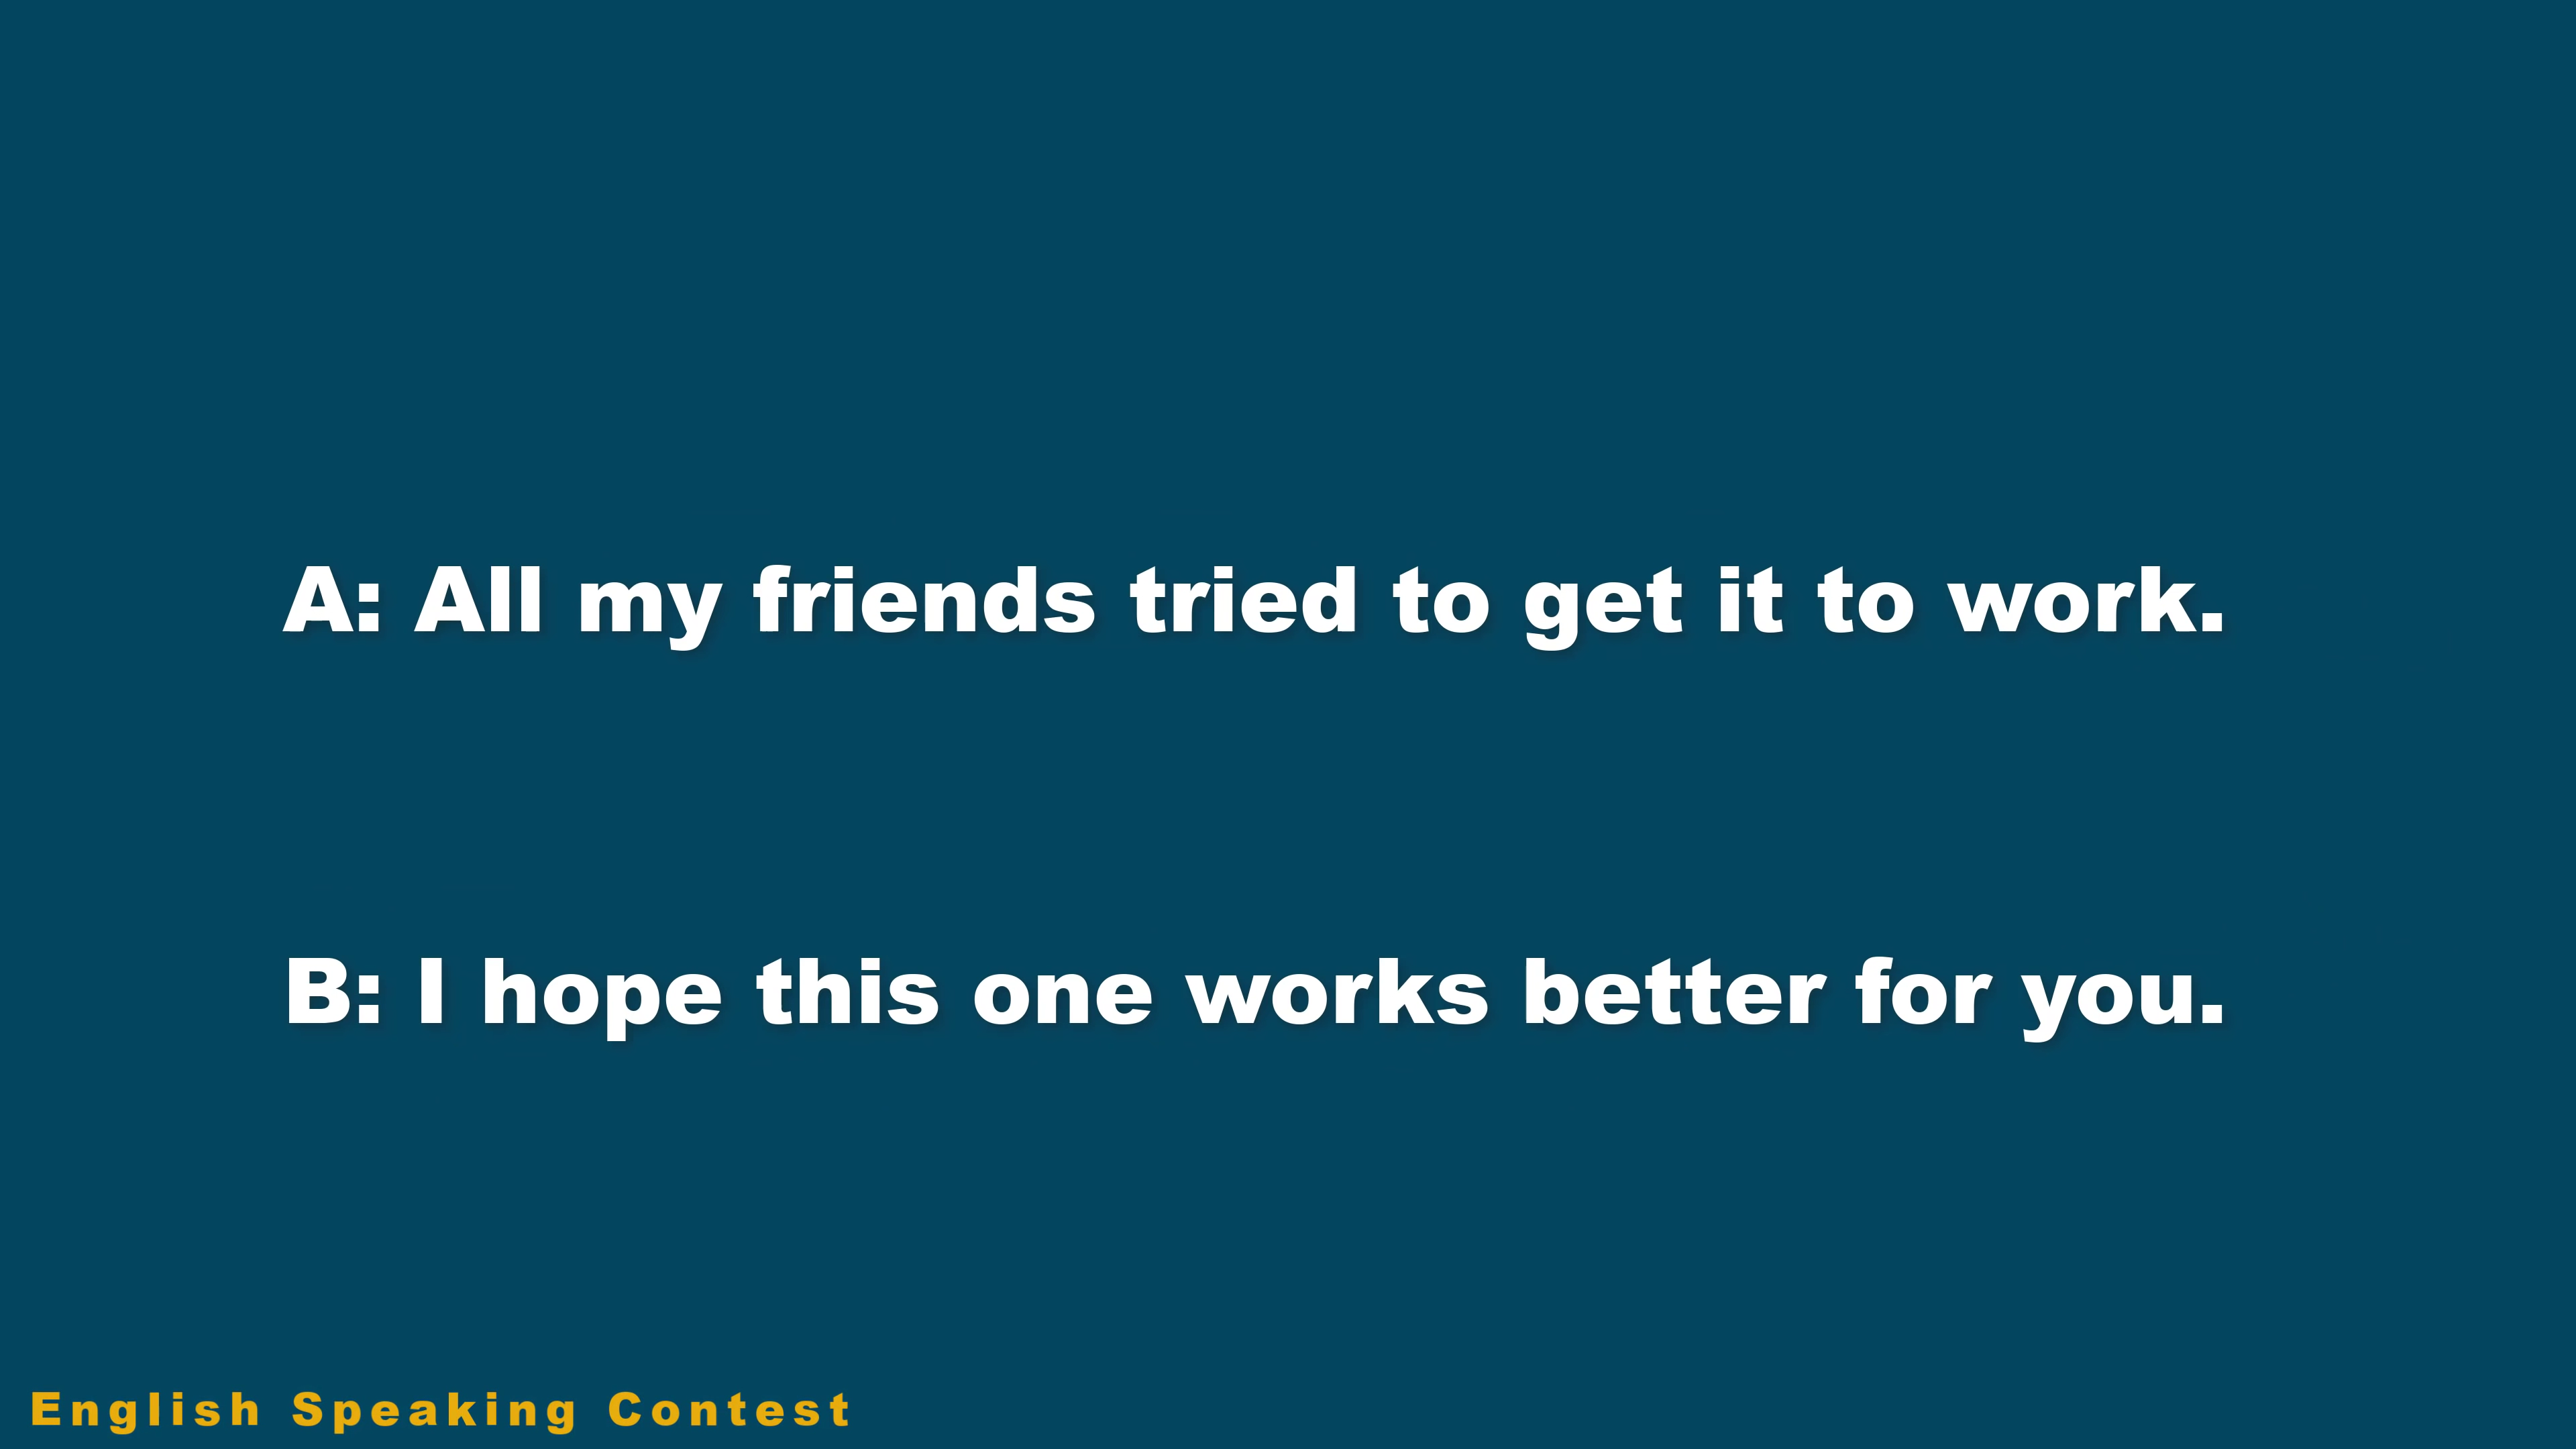 A: All my friends tried to get it to work.
B: I hope this one works better for you.
English Speaking Contest